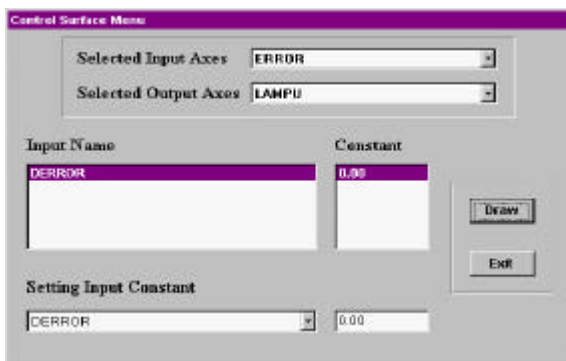 Control Surface Menu
Selected Input Axes ERROR
Selected Output Axes LAMPU
Input Name Constant
DERROR 0.00
Draw
Exit
Setting Input Constant
DERROR 0.00